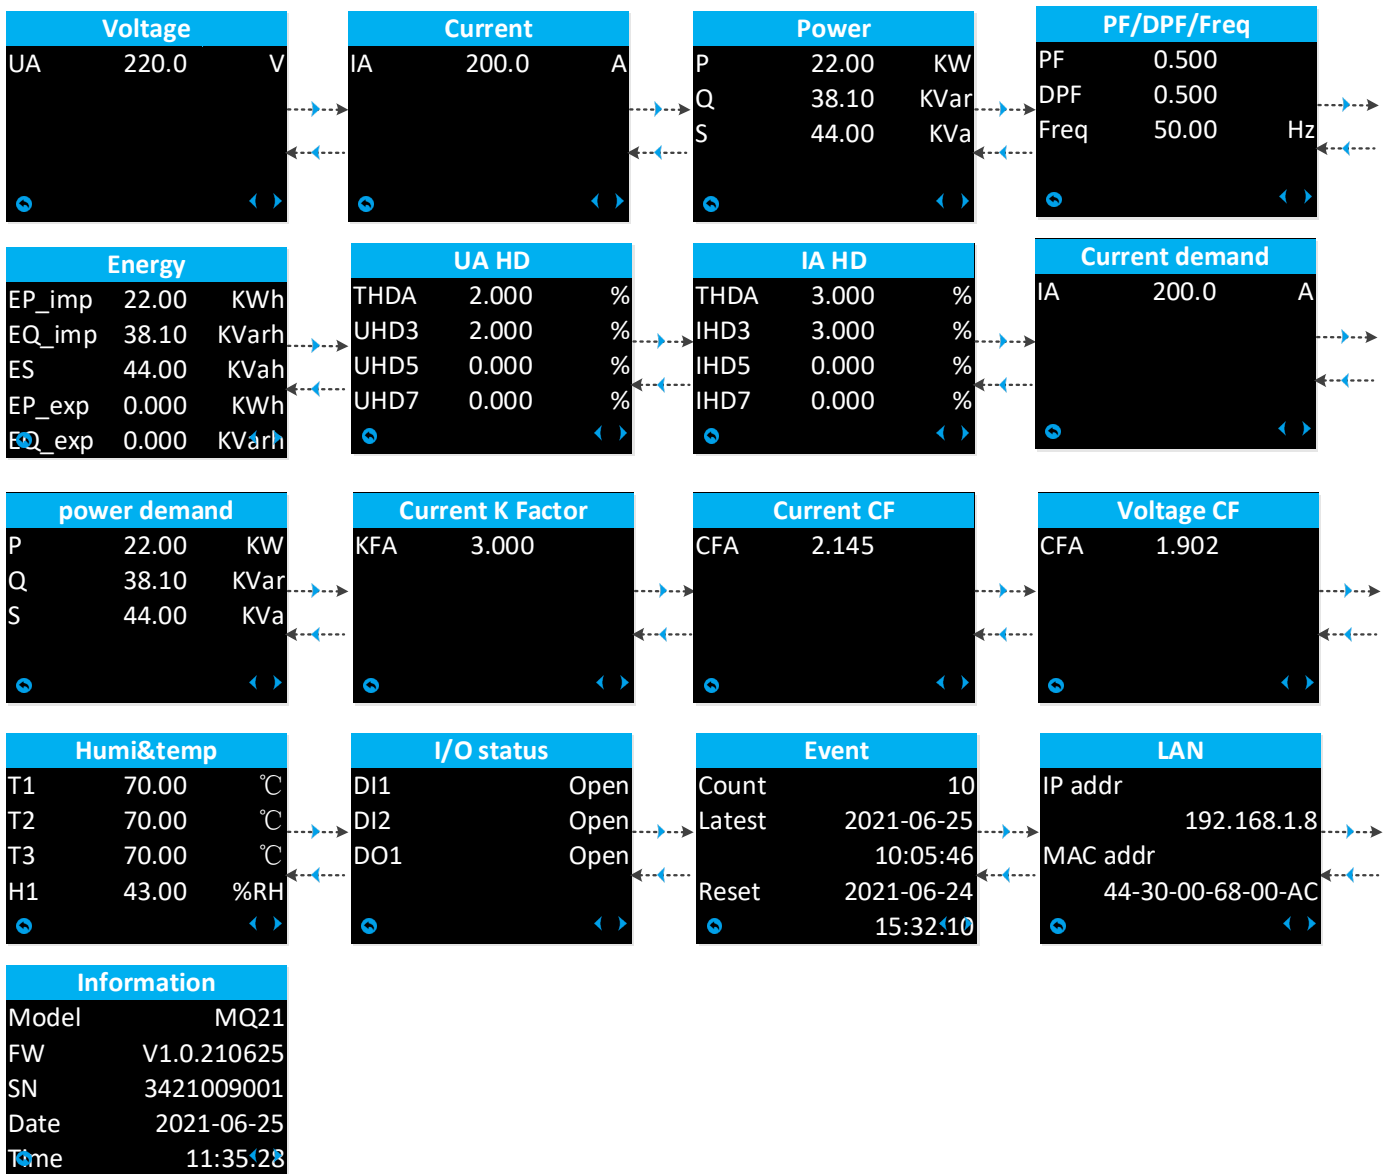 Voltage
UA 220.0 V
Current
IA 200.0 A
Power
P 22.00 KW
Q 38.10 KVar
S 44.00 KVa
PF/DPF/Freq
PF 0.500
DPF 0.500
Freq 50.00 Hz
Energy
EP_imp 22.00 KWh
EQ_imp 38.10 KVarh
ES 44.00 KVah
EP_exp 0.000 KWh
EQ_exp 0.000 KVarh
UA HD
THDA 2.000 %
UHD3 2.000 %
UHD5 0.000 %
UHD7 0.000 %
IA HD
THDA 3.000 %
IHD3 3.000 %
IHD5 0.000 %
IHD7 0.000 %
Current demand
IA 200.0 A
power demand
P 22.00 KW
Q 38.10 KVar
S 44.00 KVa
Current K Factor
KFA 3.000
Current CF
CFA 2.145
Voltage CF
CFA 1.902
Humi&temp
T1 70.00 ℃
T2 70.00 ℃
T3 70.00 ℃
H1 43.00 %RH
I/O status
DI1 Open
DI2 Open
DO1 Open
Event
Count 10
Latest 2021-06-25
10:05:46
Reset 2021-06-24
15:32:10
LAN
IP addr
192.168.1.8
MAC addr
44-30-00-68-00-AC
Information
Model MQ21
FW V1.0.210625
SN 3421009001
Date 2021-06-25
Time 11:35:28